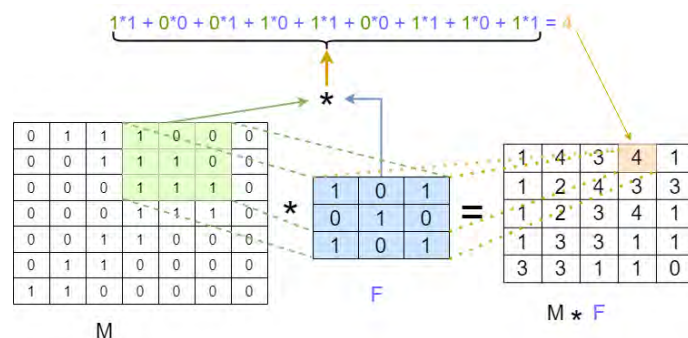 1*1 + 0*0 + 0*1 + 1*0 + 1*1 + 0*0 + 1*1 + 1*0 + 1*1 = 4
*
0 1 1 1 0 0 0
0 0 1 1 1 0 0
0 0 0 1 1 1 0
0 0 0 1 1 1 0
0 0 1 1 0 0 0
0 1 1 0 0 0 0
1 1 0 0 0 0 0
M
*
1 0 1
0 1 0
1 0 1
F
=
1 4 3 4 1
1 2 4 3 3
1 2 3 4 1
1 3 3 1 1
3 3 1 1 0
M * F